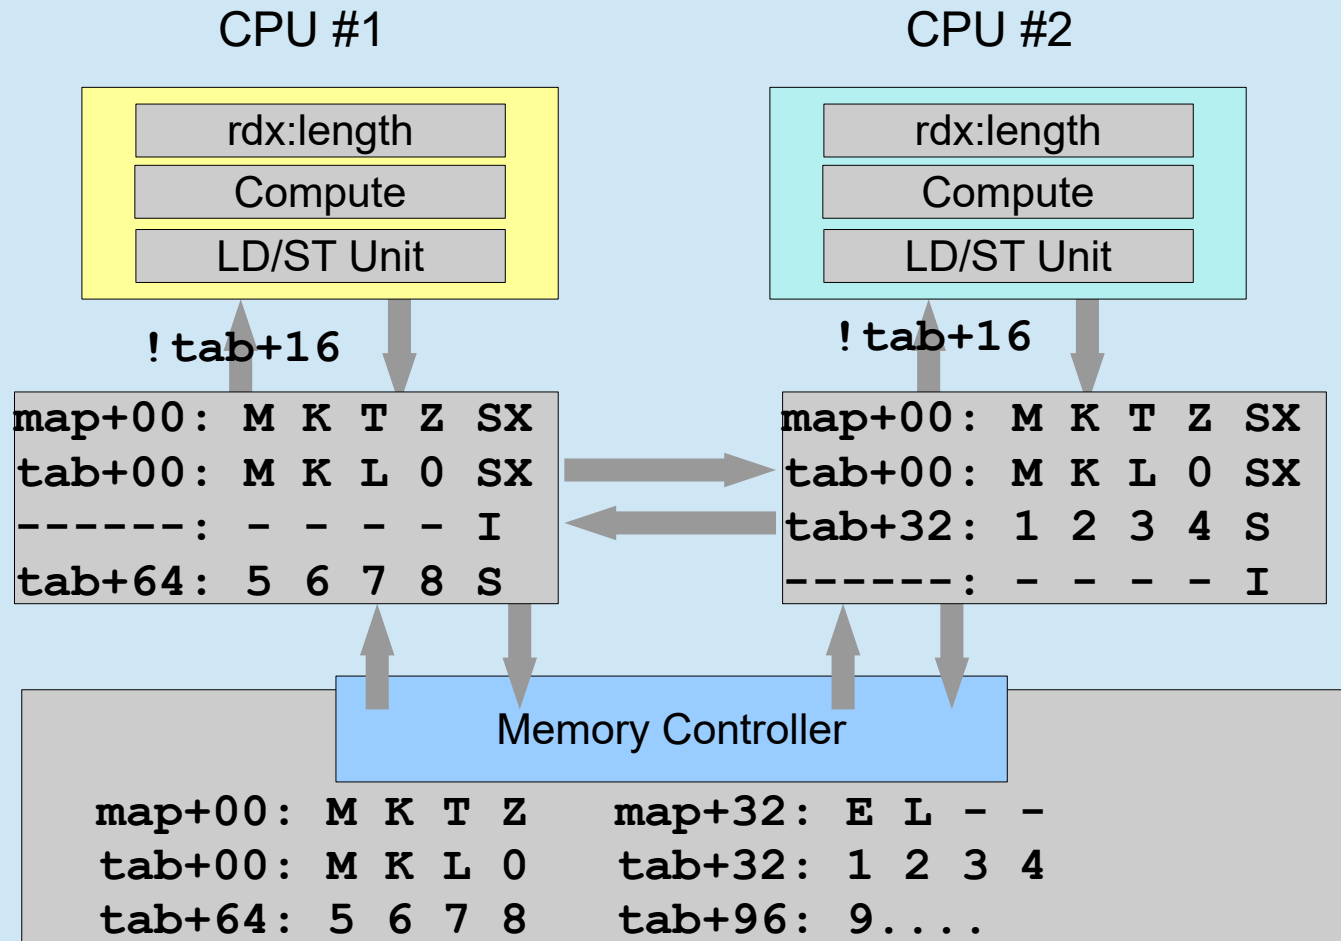 CPU #1
CPU #2
rdx:length
Compute
LD/ST Unit
rdx:length
Compute
LD/ST Unit
!tab+16
!tab+16
map+00: M K T Z SX
tab+00: M K L 0 SX
------: - - - - I
tab+64: 5 6 7 8 S
map+00: M K T Z SX
tab+00: M K L 0 SX
tab+32: 1 2 3 4 S
------: - - - - I
Memory Controller
map+00: M K T Z
tab+00: M K L 0
tab+64: 5 6 7 8
map+32: E L - -
tab+32: 1 2 3 4
tab+96: 9....